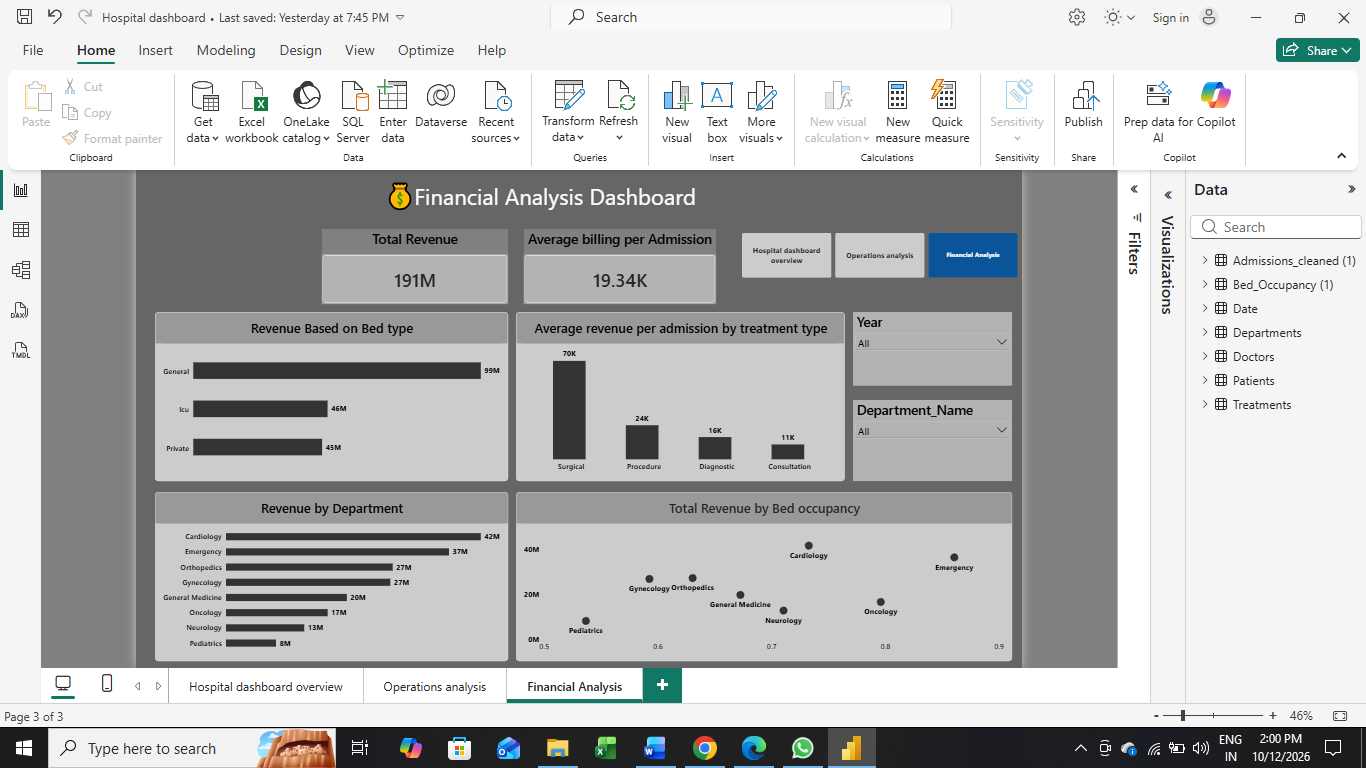 Hospital dashboard • Last saved: Yesterday at 7:45 PM
Search
Sign in
File Home Insert Modeling Design View Optimize Help
Share
Paste
Cut
Copy
Format painter
Clipboard
Get data
Excel workbook
OneLake catalog
SQL Server
Enter data
Dataverse
Recent sources
Data
Transform data
Refresh
Queries
New visual
A
Text box
More visuals
Insert
New visual calculation
New measure
Quick measure
Calculations
Sensitivity
Sensitivity
Publish
Share
Prep data for AI
Copilot
Copilot
DAX
TMDL
Financial Analysis Dashboard
Total Revenue
191M
Average billing per Admission
19.34K
Hospital dashboard overview
Operations analysis
Financial Analysis
Revenue Based on Bed type
General 99M
Icu 46M
Private 45M
Average revenue per admission by treatment type
70K
24K
16K
11K
Surgical Procedure Diagnostic Consultation
Year
All
Department_Name
All
Revenue by Department
Cardiology 42M
Emergency 37M
Orthopedics 27M
Gynecology 27M
General Medicine 20M
Oncology 17M
Neurology 13M
Pediatrics 8M
Total Revenue by Bed occupancy
40M
20M
0M
Cardiology
Emergency
Gynecology
Orthopedics
General Medicine
Oncology
Neurology
Pediatrics
0.5 0.6 0.7 0.8 0.9
Filters
Visualizations
Data
Search
Admissions_cleaned (1)
Bed_Occupancy (1)
Date
Departments
Doctors
Patients
Treatments
Hospital dashboard overview
Operations analysis
Financial Analysis
+
Page 3 of 3
- + 46%
Type here to search
ENG
IN
2:00 PM
10/12/2026